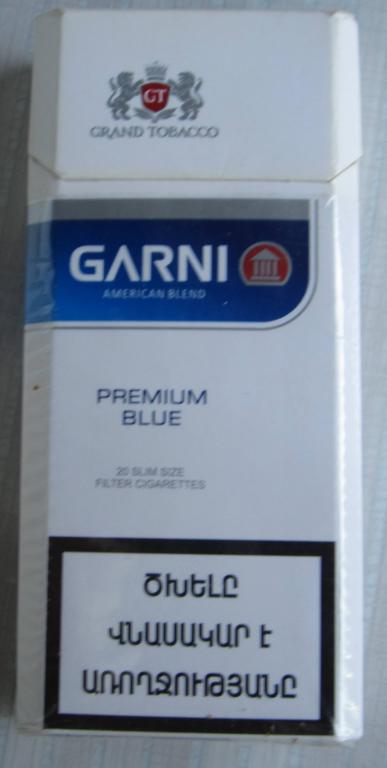 GT
GRAND TOBACCO
GARNI
AMERICAN BLEND
PREMIUM
BLUE
20 SLIM SIZE
FILTER CIGARETTES
ԾԽԵԼԸ
ՎՆԱՍԱԿԱՐ Է
ԱՌՈՂՋՈՒԹՅԱՆԸ